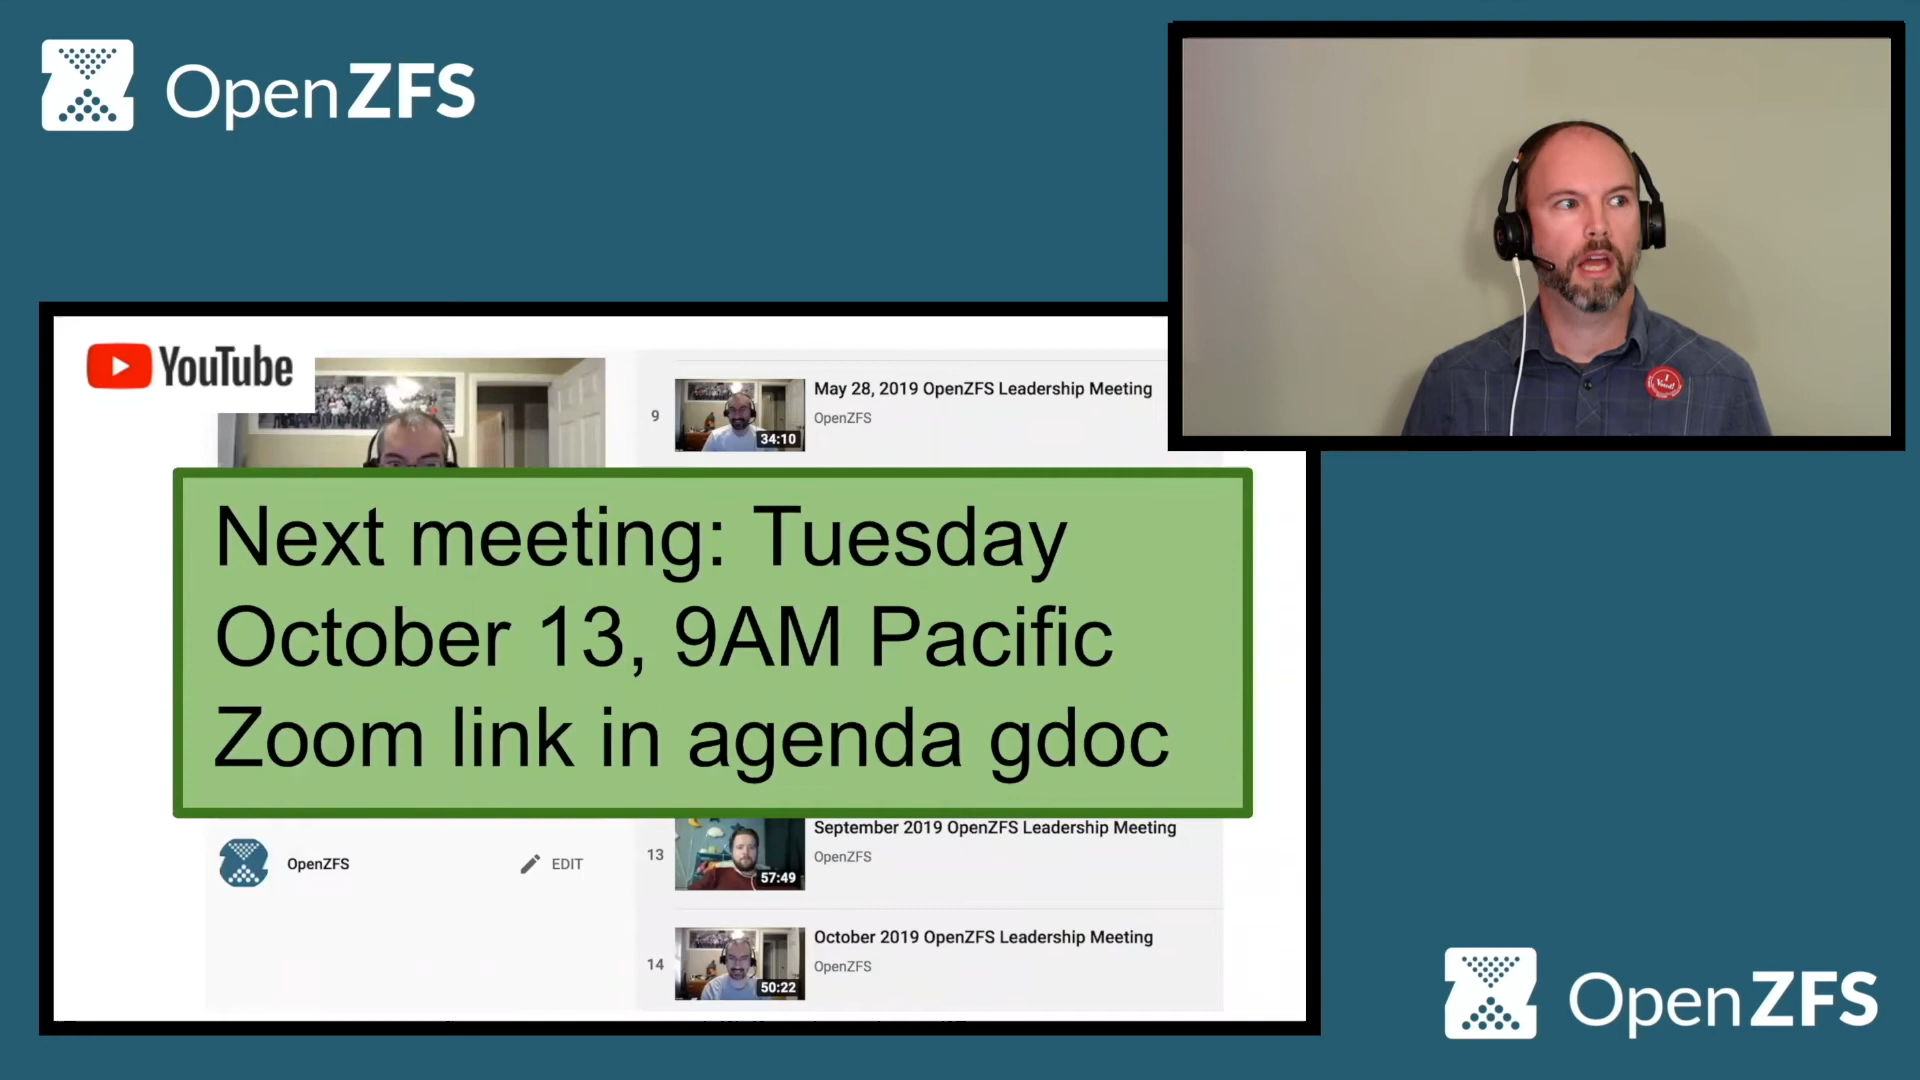 OpenZFS
I Voted!
YouTube
9
May 28, 2019 OpenZFS Leadership Meeting
OpenZFS
34:10
Next meeting: Tuesday
October 13, 9AM Pacific
Zoom link in agenda gdoc
OpenZFS
EDIT
13
September 2019 OpenZFS Leadership Meeting
OpenZFS
57:49
14
October 2019 OpenZFS Leadership Meeting
OpenZFS
50:22
OpenZFS